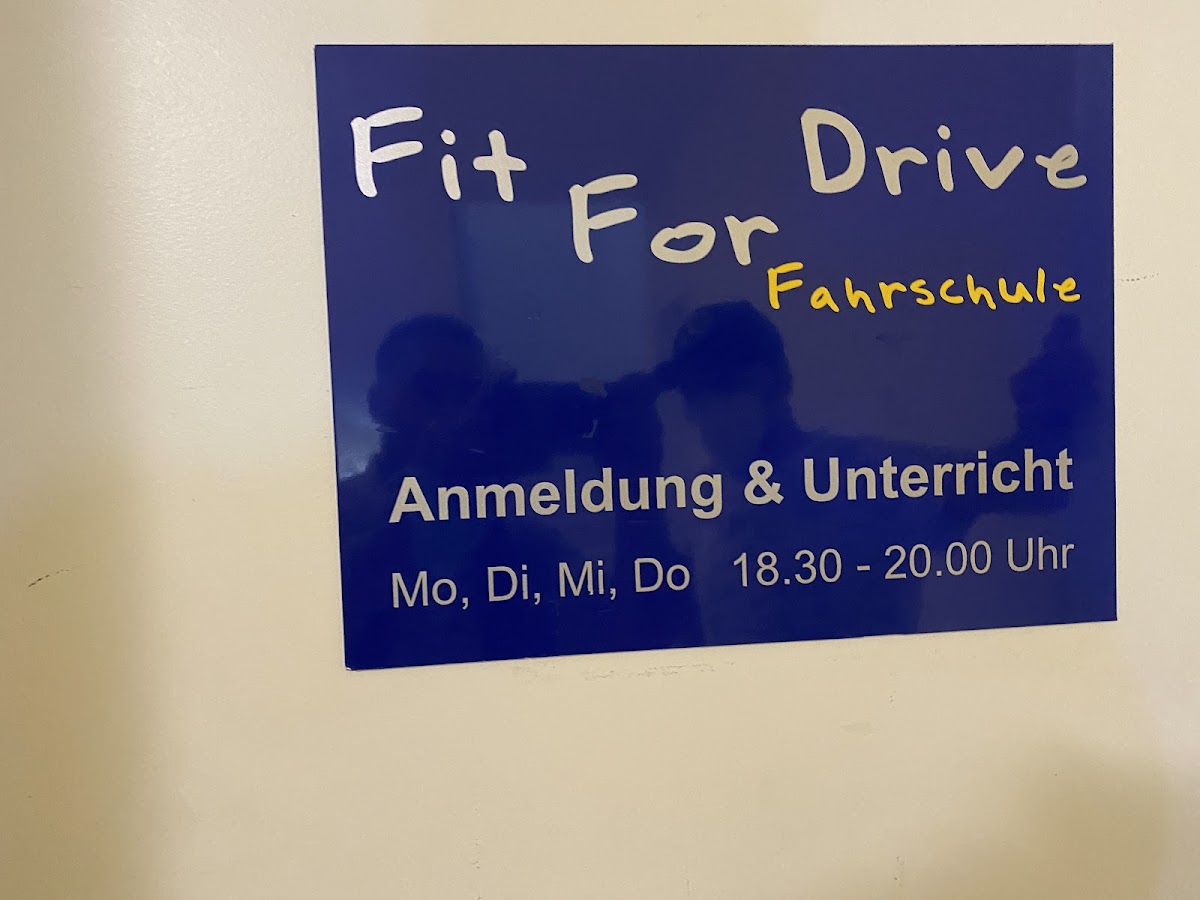 Fit For Drive
Fahrschule
Anmeldung & Unterricht
Mo, Di, Mi, Do 18.30 - 20.00 Uhr